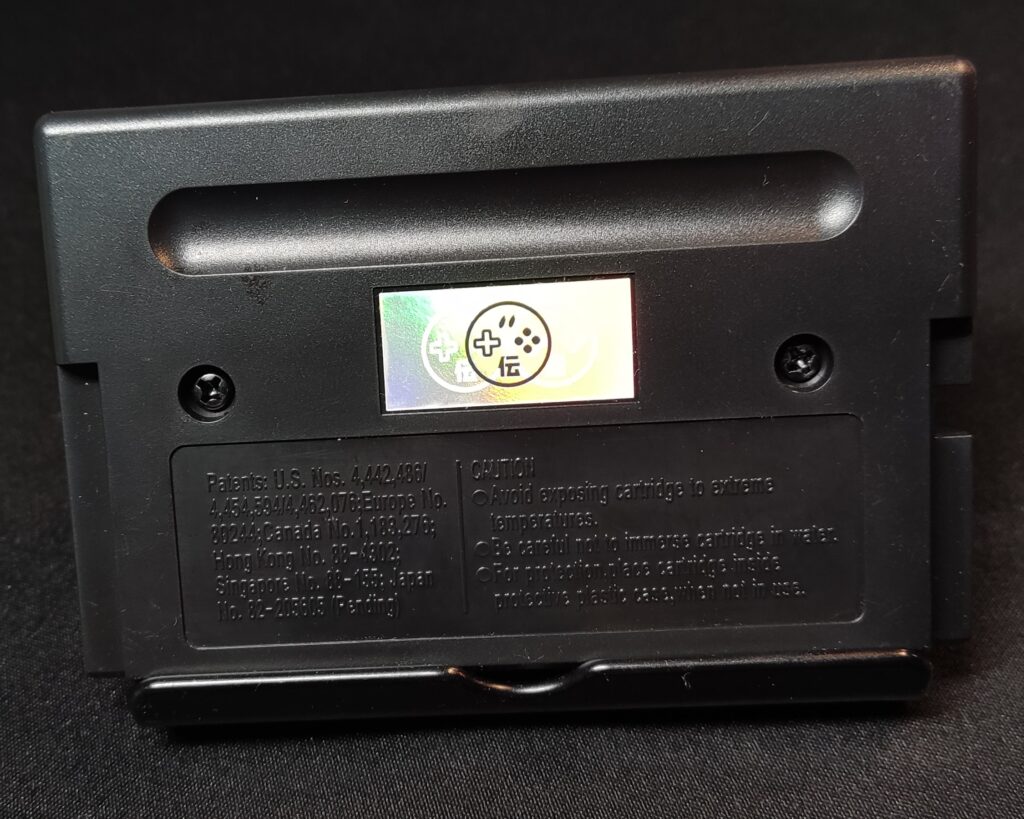 伝
Patents: U.S. Nos. 4,442,486/
4,454,594/4,462,076;Europe No.
80244;Canada No.1,183,276;
Hong Kong No. 88-4302;
Singapore No. 88-155; Japan
No. 82-205605 (Pending)
CAUTION
○Avoid exposing cartridge to extreme
temperatures.
○Be careful not to immerse cartridge in water.
○For protection,place cartridge inside
protective plastic case,when not in use.